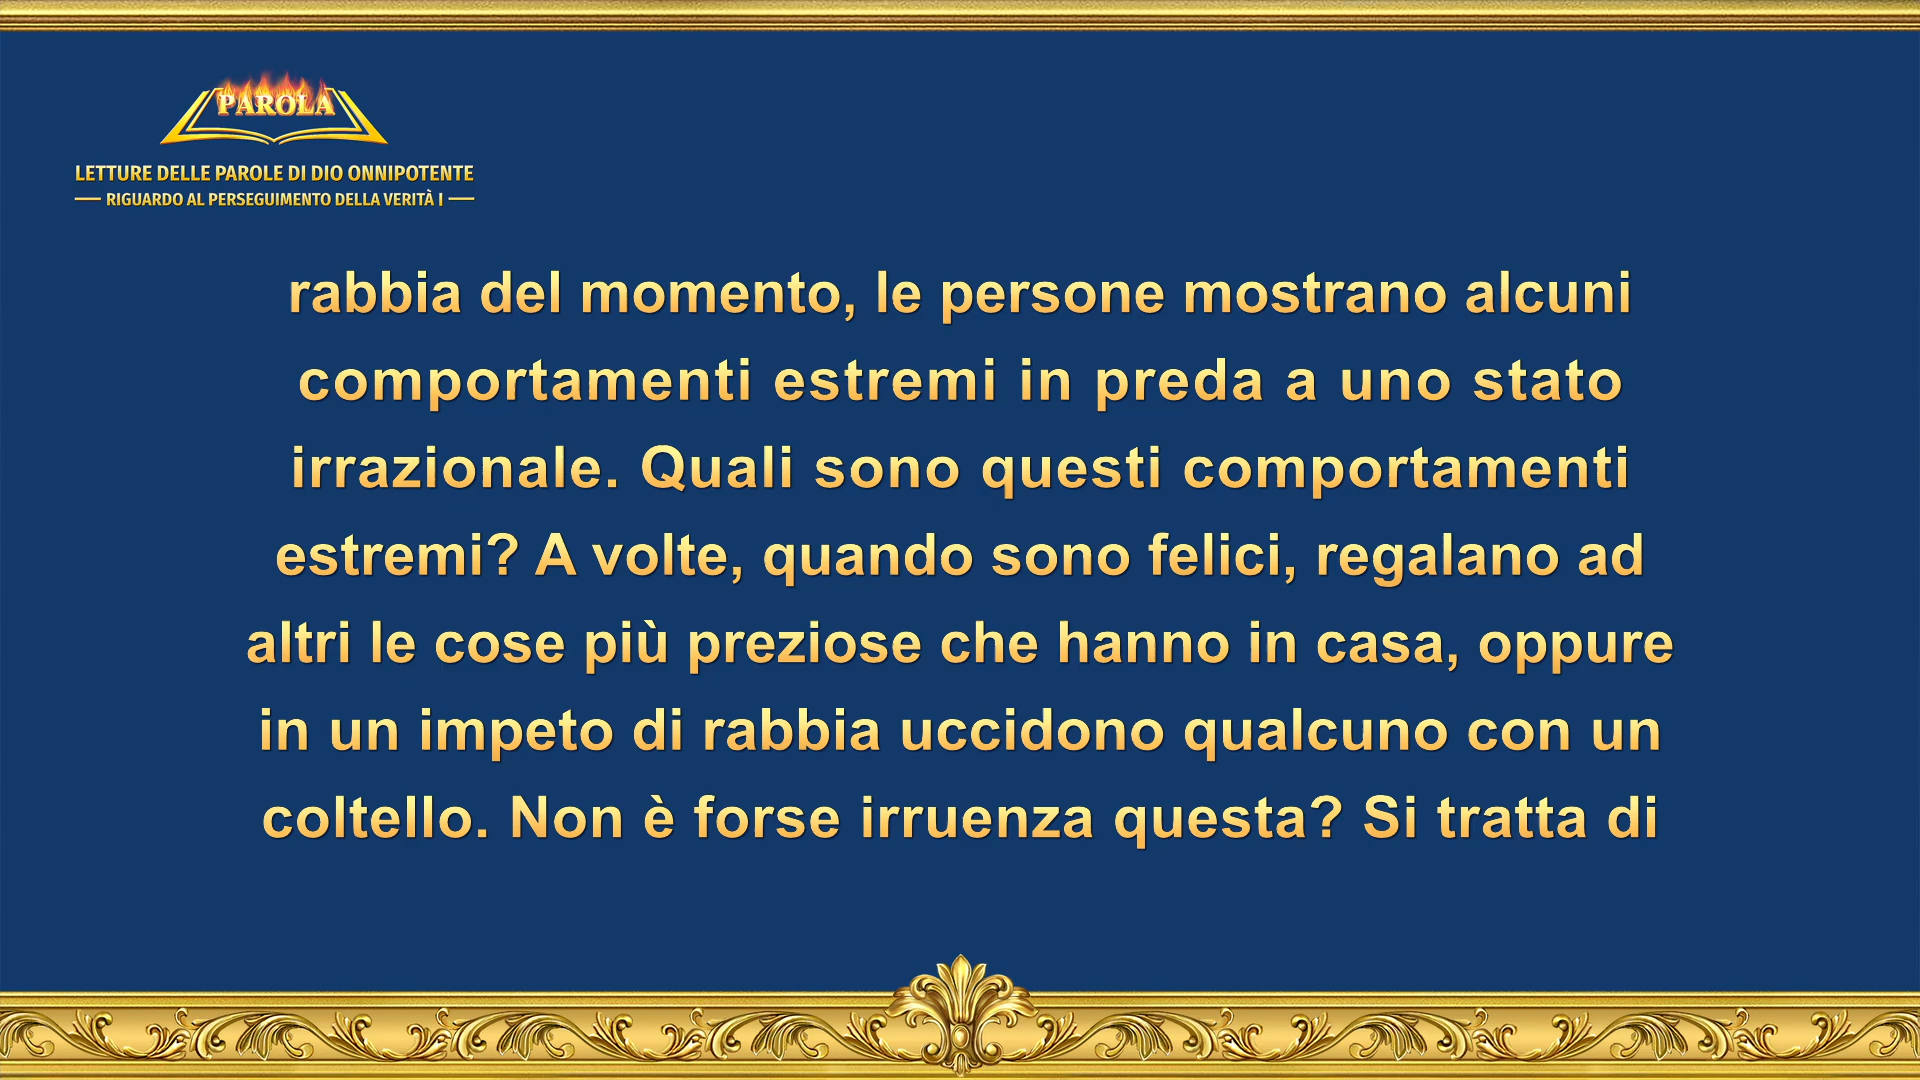 PAROLA
LETTURE DELLE PAROLE DI DIO ONNIPOTENTE
RIGUARDO AL PERSEGUIMENTO DELLA VERITÀ I
rabbia del momento, le persone mostrano alcuni
comportamenti estremi in preda a uno stato
irrazionale. Quali sono questi comportamenti
estremi? A volte, quando sono felici, regalano ad
altri le cose più preziose che hanno in casa, oppure
in un impeto di rabbia uccidono qualcuno con un
coltello. Non è forse irruenza questa? Si tratta di